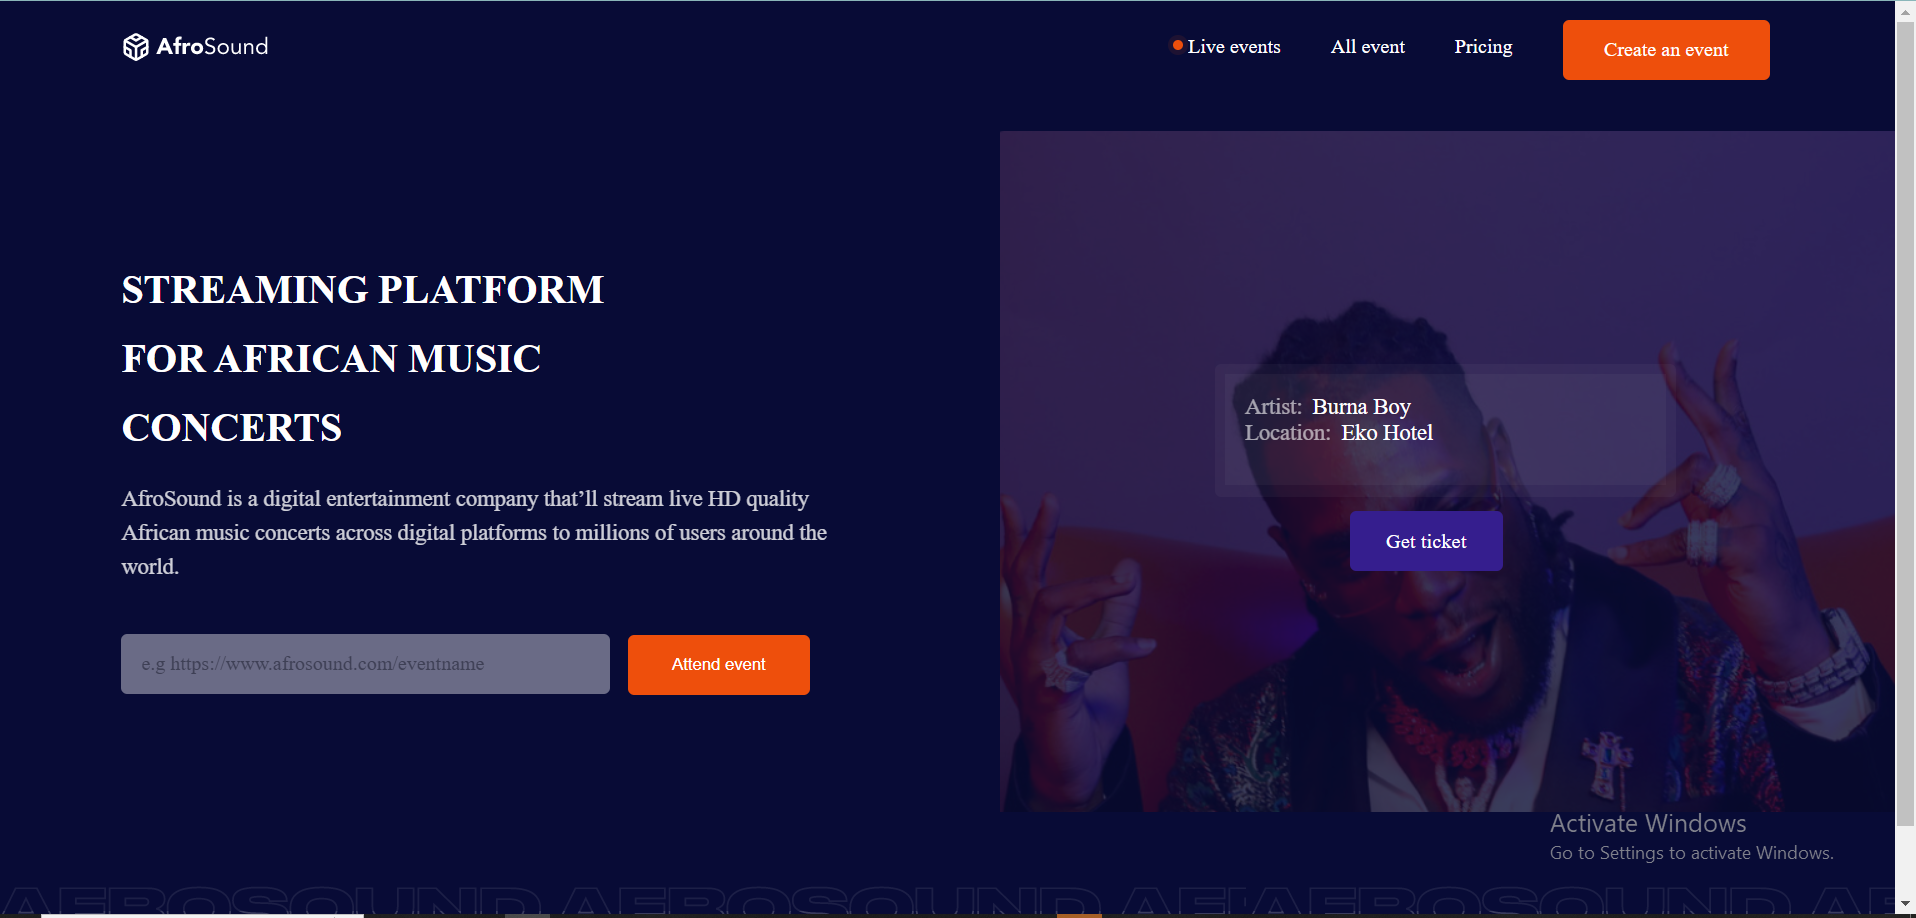 AfroSound
Live events
All event
Pricing
Create an event
STREAMING PLATFORM
FOR AFRICAN MUSIC
CONCERTS
AfroSound is a digital entertainment company that’ll stream live HD quality
African music concerts across digital platforms to millions of users around the
world.
e.g https://www.afrosound.com/eventname
Attend event
Artist: Burna Boy
Location: Eko Hotel
Get ticket
Activate Windows
Go to Settings to activate Windows.
AFROSOUND AFROSOUND AF AFROSOUND AF